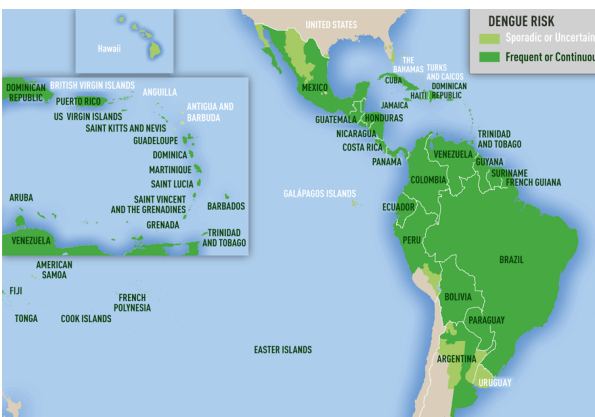 DENGUE RISK
Sporadic or Uncertain
Frequent or Continuou
UNITED STATES
Hawaii
THE
BAHAMAS
TURKS
AND CAICOS
CUBA
MEXICO
HAITI
DOMINICAN
REPUBLIC
JAMAICA
GUATEMALA
HONDURAS
NICARAGUA
COSTA RICA
PANAMA
TRINIDAD
AND TOBAGO
VENEZUELA
GUYANA
SURINAME
FRENCH GUIANA
COLOMBIA
GALÁPAGOS ISLANDS
ECUADOR
PERU
BRAZIL
BOLIVIA
PARAGUAY
ARGENTINA
URUGUAY
DOMINICAN
REPUBLIC
BRITISH VIRGIN ISLANDS
PUERTO RICO
ANGUILLA
US VIRGIN ISLANDS
ANTIGUA AND
BARBUDA
SAINT KITTS AND NEVIS
GUADELOUPE
DOMINICA
MARTINIQUE
SAINT LUCIA
SAINT VINCENT
AND THE GRENADINES
BARBADOS
ARUBA
GRENADA
TRINIDAD
AND TOBAGO
VENEZUELA
AMERICAN
SAMOA
FIJI
FRENCH
POLYNESIA
TONGA
COOK ISLANDS
EASTER ISLANDS